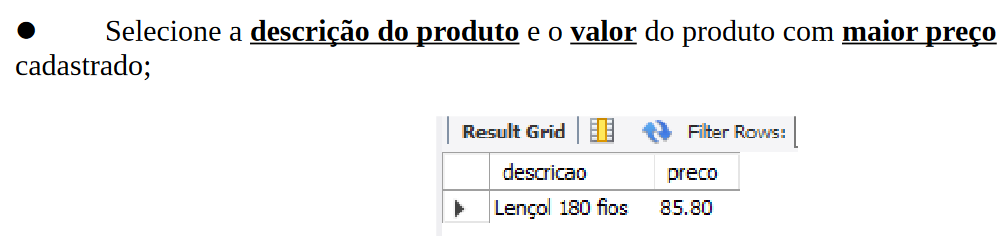 ● Selecione a descrição do produto e o valor do produto com maior preço
cadastrado;
Result Grid Filter Rows:
descricao preco
Lençol 180 fios 85.80